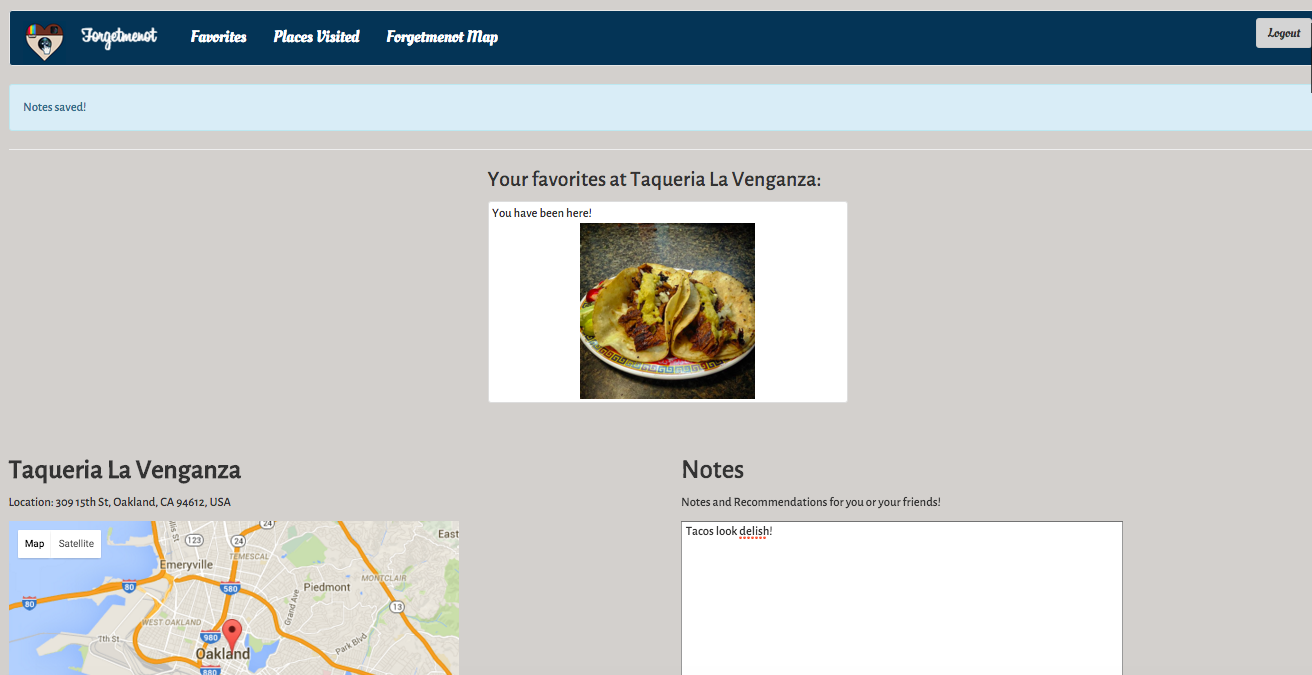 Forgetmenot Favorites Places Visited Forgetmenot Map Logout
Notes saved!
Your favorites at Taqueria La Venganza:
You have been here!
Taqueria La Venganza
Location: 309 15th St, Oakland, CA 94612, USA
Map Satellite
123
24
24
East
TEMESCAL
Emeryville
MONTCLAIR
80
580
Piedmont
80
Grand Ave
13
WEST OAKLAND
7th St
980
Park Blvd
Oakland
880
Notes
Notes and Recommendations for you or your friends!
Tacos look delish!